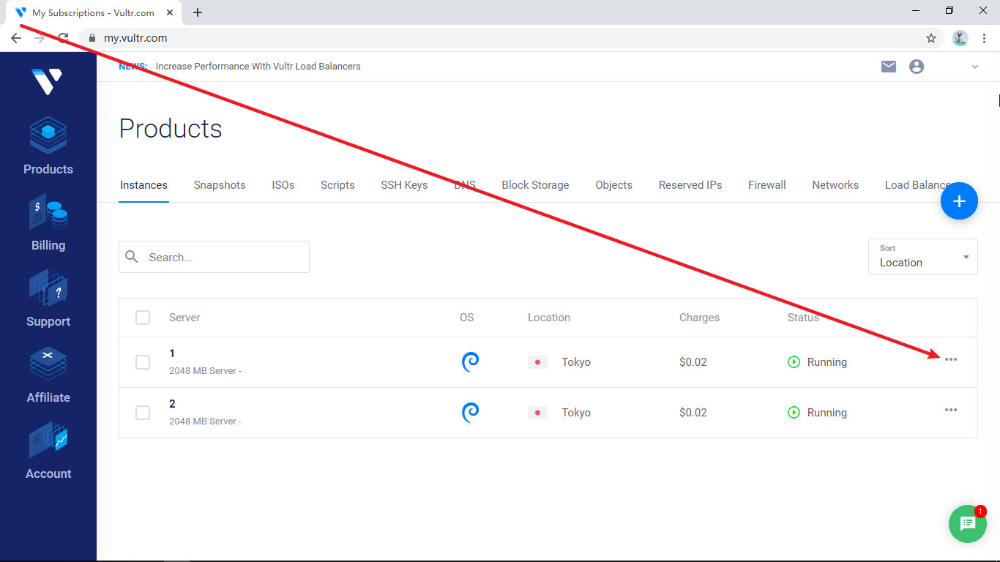 My Subscriptions - Vultr.com
my.vultr.com
NEWS: Increase Performance With Vultr Load Balancers
Products
Products
Instances Snapshots ISOs Scripts SSH Keys DNS Block Storage Objects Reserved IPs Firewall Networks Load Balancer
+
Billing
Search...
Sort
Location
Support
Server OS Location Charges Status
1
2048 MB Server -
Tokyo $0.02 Running
Affiliate
2
2048 MB Server -
Tokyo $0.02 Running
Account
1